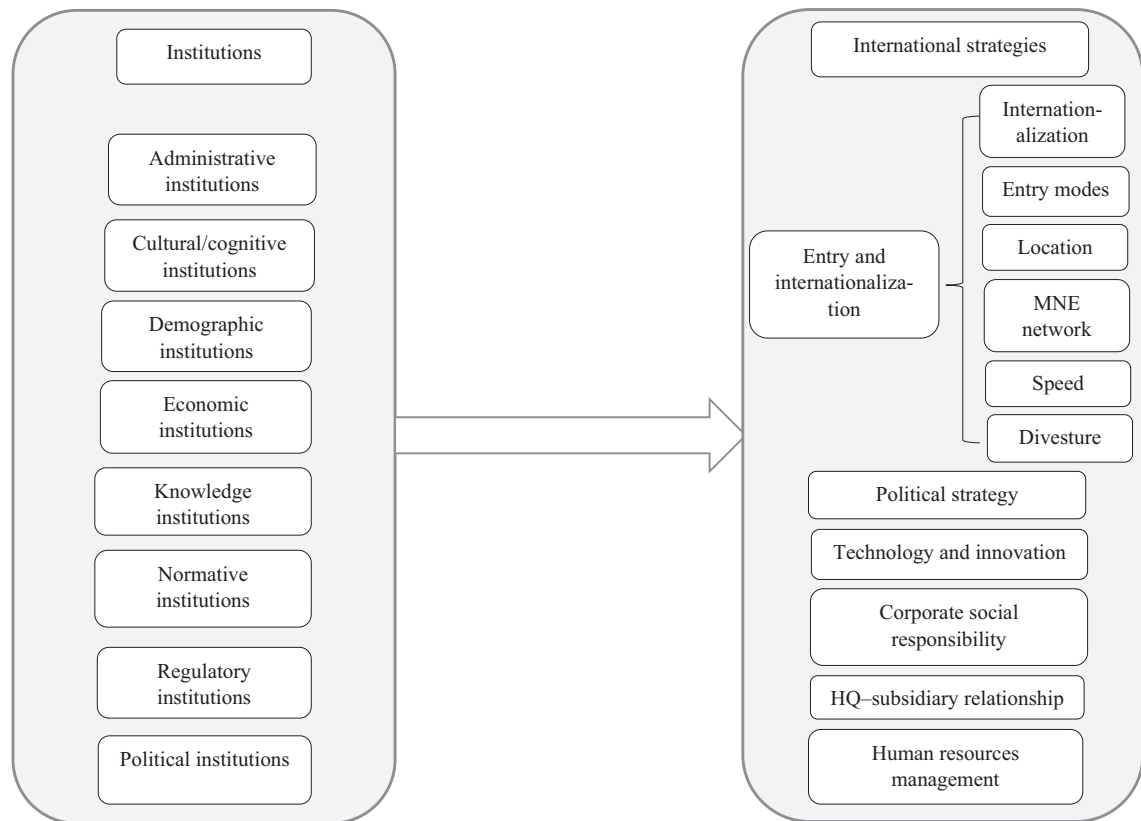 Institutions
Administrative
institutions
Cultural/cognitive
institutions
Demographic
institutions
Economic
institutions
Knowledge
institutions
Normative
institutions
Regulatory
institutions
Political institutions
International strategies
Entry and
internationaliza-
tion
Internation-
alization
Entry modes
Location
MNE
network
Speed
Divesture
Political strategy
Technology and innovation
Corporate social
responsibility
HQ–subsidiary relationship
Human resources
management